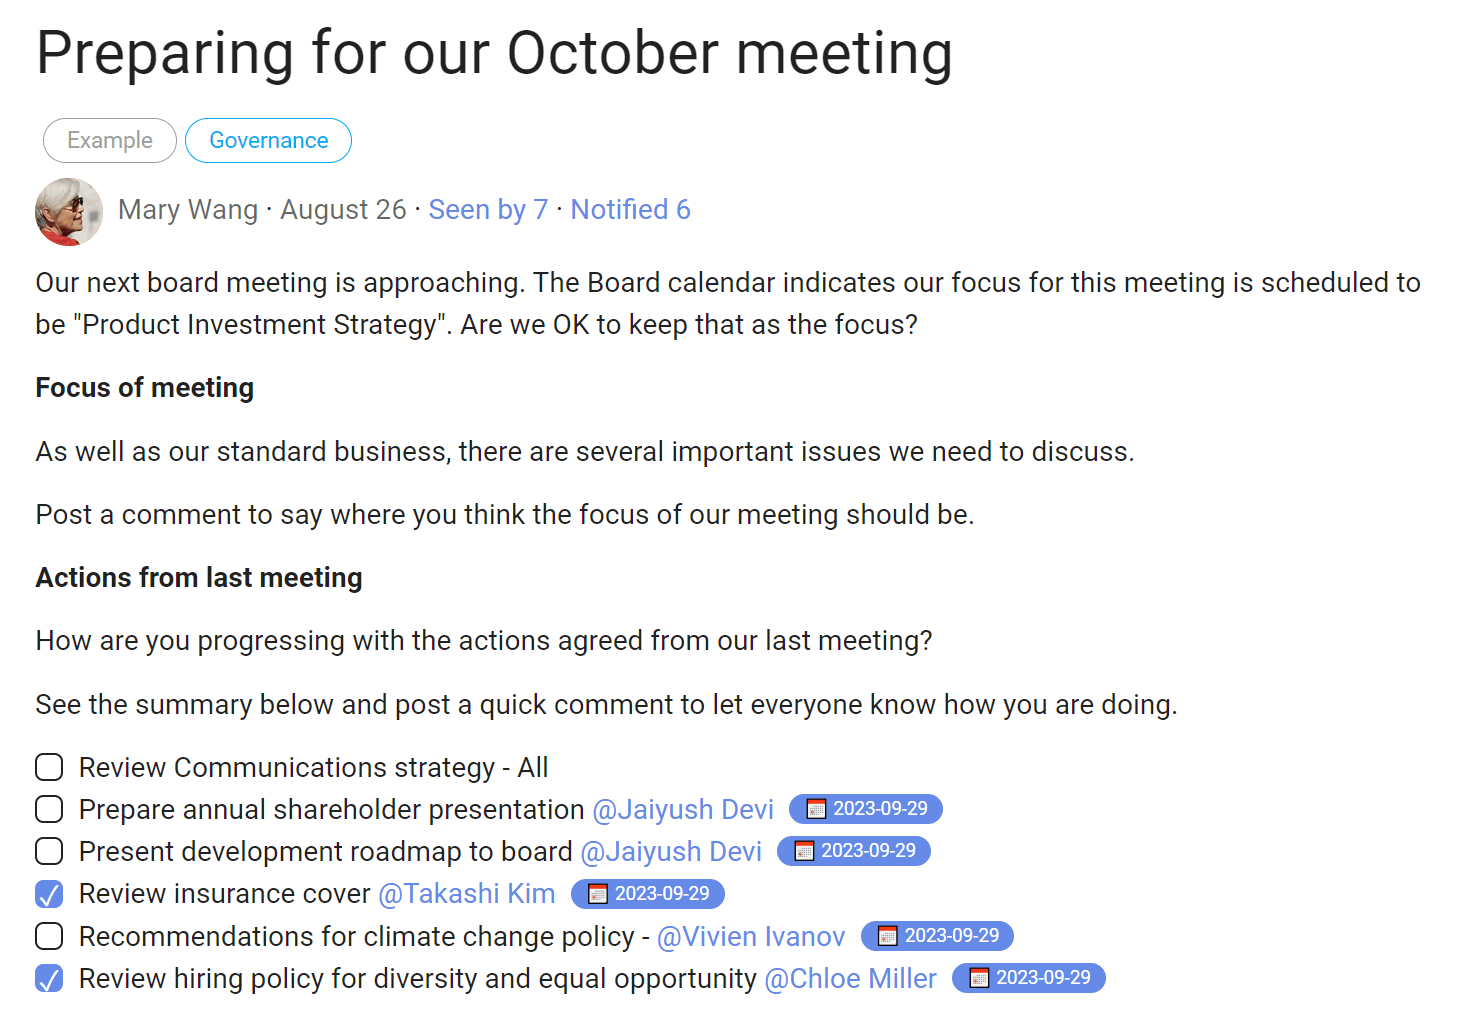 Preparing for our October meeting
Example Governance
Mary Wang · August 26 · Seen by 7 · Notified 6
Our next board meeting is approaching. The Board calendar indicates our focus for this meeting is scheduled to
be "Product Investment Strategy". Are we OK to keep that as the focus?
Focus of meeting
As well as our standard business, there are several important issues we need to discuss.
Post a comment to say where you think the focus of our meeting should be.
Actions from last meeting
How are you progressing with the actions agreed from our last meeting?
See the summary below and post a quick comment to let everyone know how you are doing.
Review Communications strategy - All
Prepare annual shareholder presentation @Jaiyush Devi 2023-09-29
Present development roadmap to board @Jaiyush Devi 2023-09-29
Review insurance cover @Takashi Kim 2023-09-29
Recommendations for climate change policy - @Vivien Ivanov 2023-09-29
Review hiring policy for diversity and equal opportunity @Chloe Miller 2023-09-29